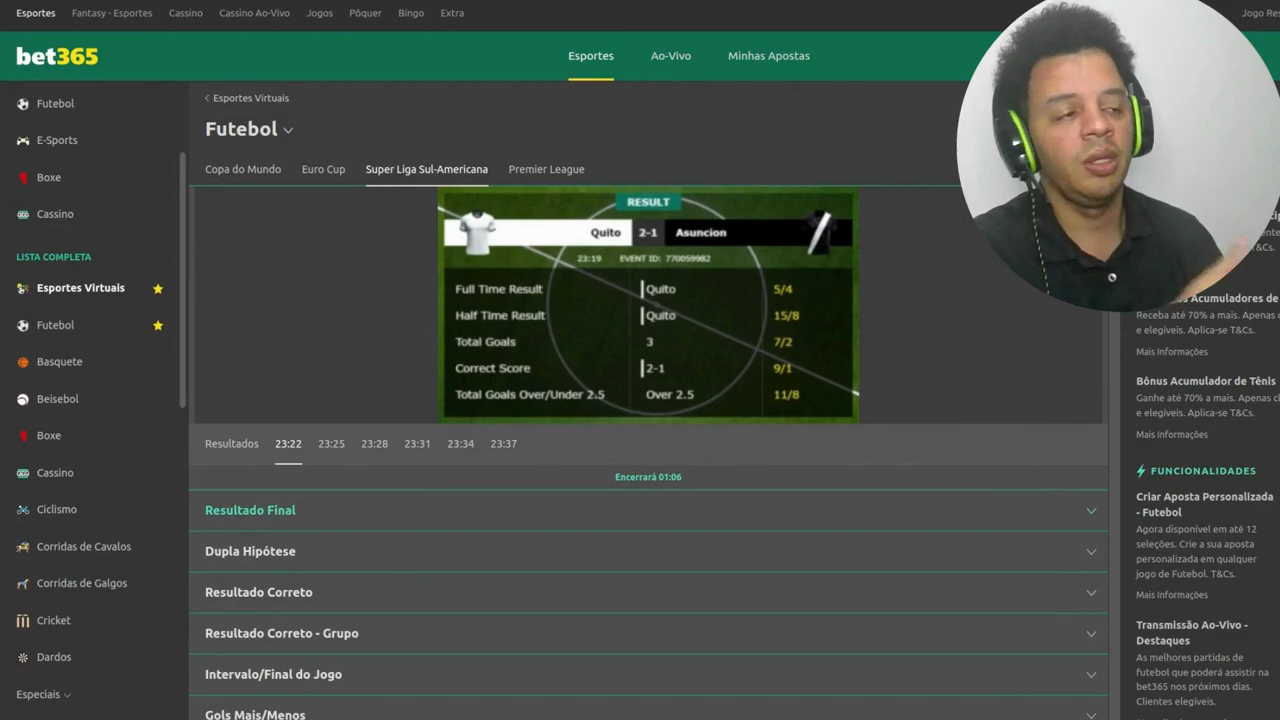 Esportes Fantasy - Esportes Cassino Cassino Ao-Vivo Jogos Pôquer Bingo Extra
bet365
Esportes Ao-Vivo Minhas Apostas
Futebol
E-Sports
Boxe
Cassino
LISTA COMPLETA
Esportes Virtuais
Futebol
Basquete
Beisebol
Boxe
Cassino
Ciclismo
Corridas de Cavalos
Corridas de Galgos
Cricket
Dardos
Especiais
Esportes Virtuais
Futebol
Copa do Mundo Euro Cup Super Liga Sul-Americana Premier League
RESULT
Quito 2-1 Asuncion
23:19 EVENT ID: 770059982
Full Time Result Quito 5/4
Half Time Result Quito 15/8
Total Goals 3 7/2
Correct Score 2-1 9/1
Total Goals Over/Under 2.5 Over 2.5 11/8
Resultados 23:22 23:25 23:28 23:31 23:34 23:37
Encerrará 01:06
Resultado Final
Dupla Hipótese
Resultado Correto
Resultado Correto - Grupo
Intervalo/Final do Jogo
Gols Mais/Menos
Jogo
Acumuladores de
Receba até 70% a mais. Apenas
e elegíveis. Aplica-se T&Cs.
Mais Informações
Bônus Acumulador de Tênis
Ganhe até 70% a mais. Apenas
e elegíveis. Aplica-se T&Cs.
Mais Informações
FUNCIONALIDADES
Criar Aposta Personalizada
- Futebol
Agora disponível em até 12
seleções. Crie a sua aposta
personalizada em qualquer
jogo de Futebol. T&Cs.
Mais Informações
Transmissão Ao-Vivo -
Destaques
As melhores partidas de
futebol que poderá assistir na
bet365 nos próximos dias.
Clientes elegíveis.